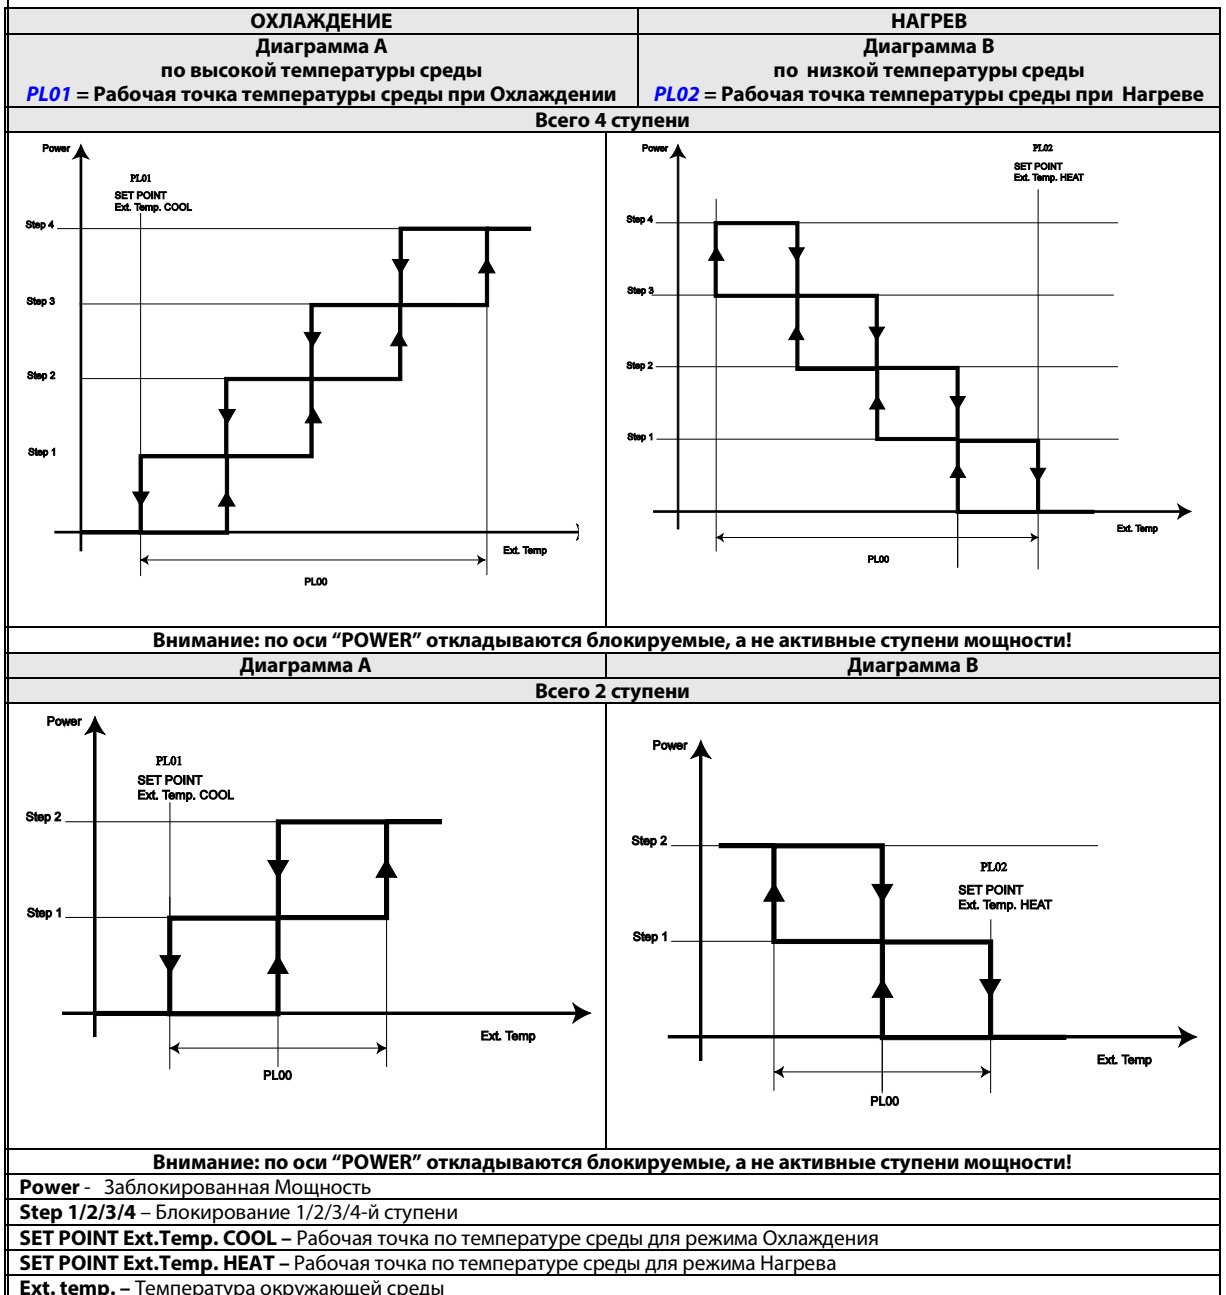 ОХЛАЖДЕНИЕ
НАГРЕВ
Диаграмма А
по высокой температуры среды
PL01 = Рабочая точка температуры среды при Охлаждении
Диаграмма В
по низкой температуры среды
PL02 = Рабочая точка температуры среды при Нагреве
Всего 4 ступени
Power
PL01
SET POINT
Ext. Temp. COOL
Step 4
Step 3
Step 2
Step 1
Ext. Temp
PL00
Power
PL02
SET POINT
Ext. Temp. HEAT
Step 4
Step 3
Step 2
Step 1
Ext. Temp
PL00
Внимание: по оси “POWER” откладываются блокируемые, а не активные ступени мощности!
Диаграмма А
Диаграмма В
Всего 2 ступени
Power
PL01
SET POINT
Ext. Temp. COOL
Step 2
Step 1
Ext. Temp
PL00
Power
Step 2
PL02
SET POINT
Ext. Temp. HEAT
Step 1
Ext. Temp
PL00
Внимание: по оси “POWER” откладываются блокируемые, а не активные ступени мощности!
Power - Заблокированная Мощность
Step 1/2/3/4 – Блокирование 1/2/3/4-й ступени
SET POINT Ext.Temp. COOL – Рабочая точка по температуре среды для режима Охлаждения
SET POINT Ext.Temp. HEAT – Рабочая точка по температуре среды для режима Нагрева
Ext. temp. – Температура окружающей среды